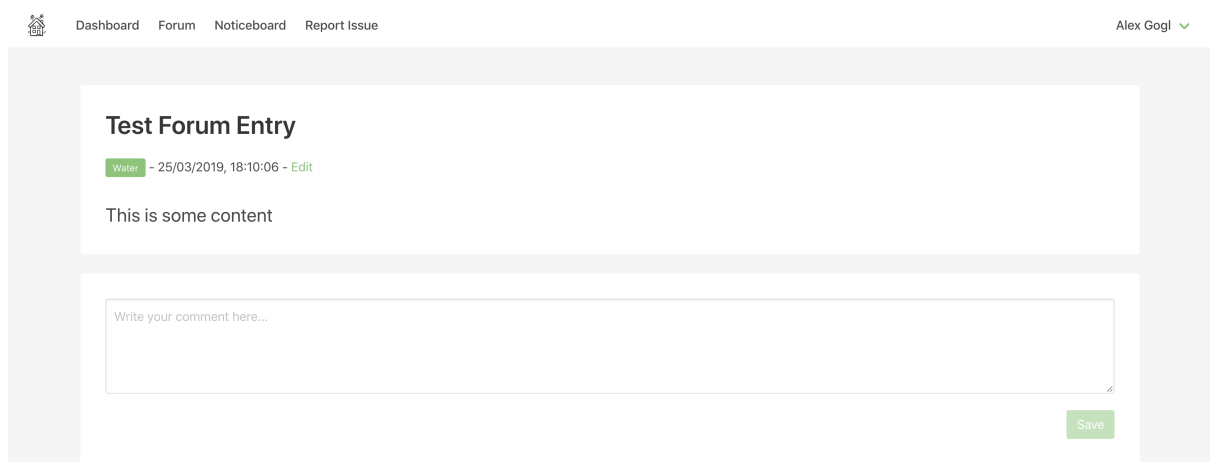 Dashboard Forum Noticeboard Report Issue Alex Gogl
Test Forum Entry
Water - 25/03/2019, 18:10:06 - Edit
This is some content
Write your comment here...
Save